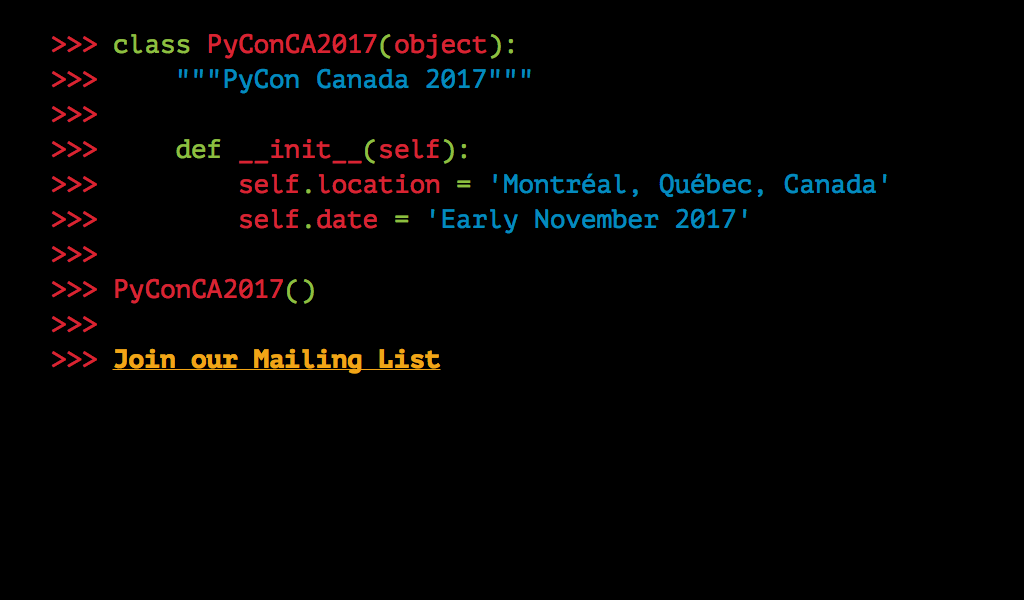 >>> class PyConCA2017(object):
>>>     """PyCon Canada 2017"""
>>>
>>>     def __init__(self):
>>>         self.location = 'Montréal, Québec, Canada'
>>>         self.date = 'Early November 2017'
>>>
>>> PyConCA2017()
>>>
>>> Join our Mailing List